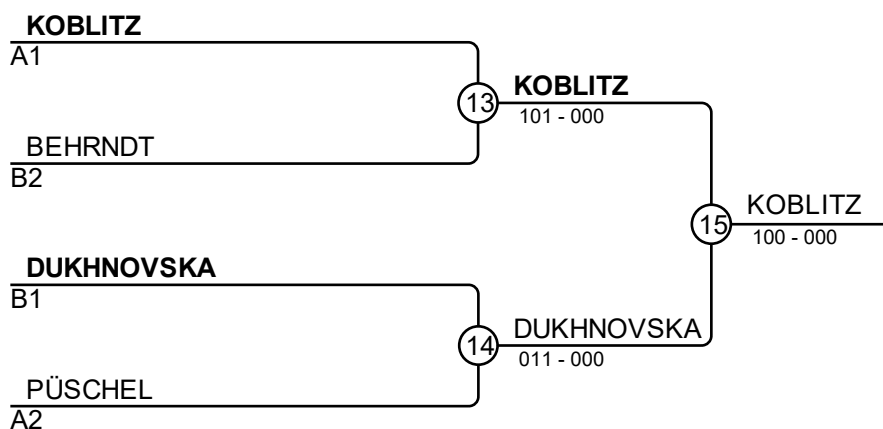 KOBLITZ
A1
13
KOBLITZ
101 - 000
BEHRNDT
B2
15
KOBLITZ
100 - 000
DUKHNOVSKA
B1
14
DUKHNOVSKA
011 - 000
PÜSCHEL
A2